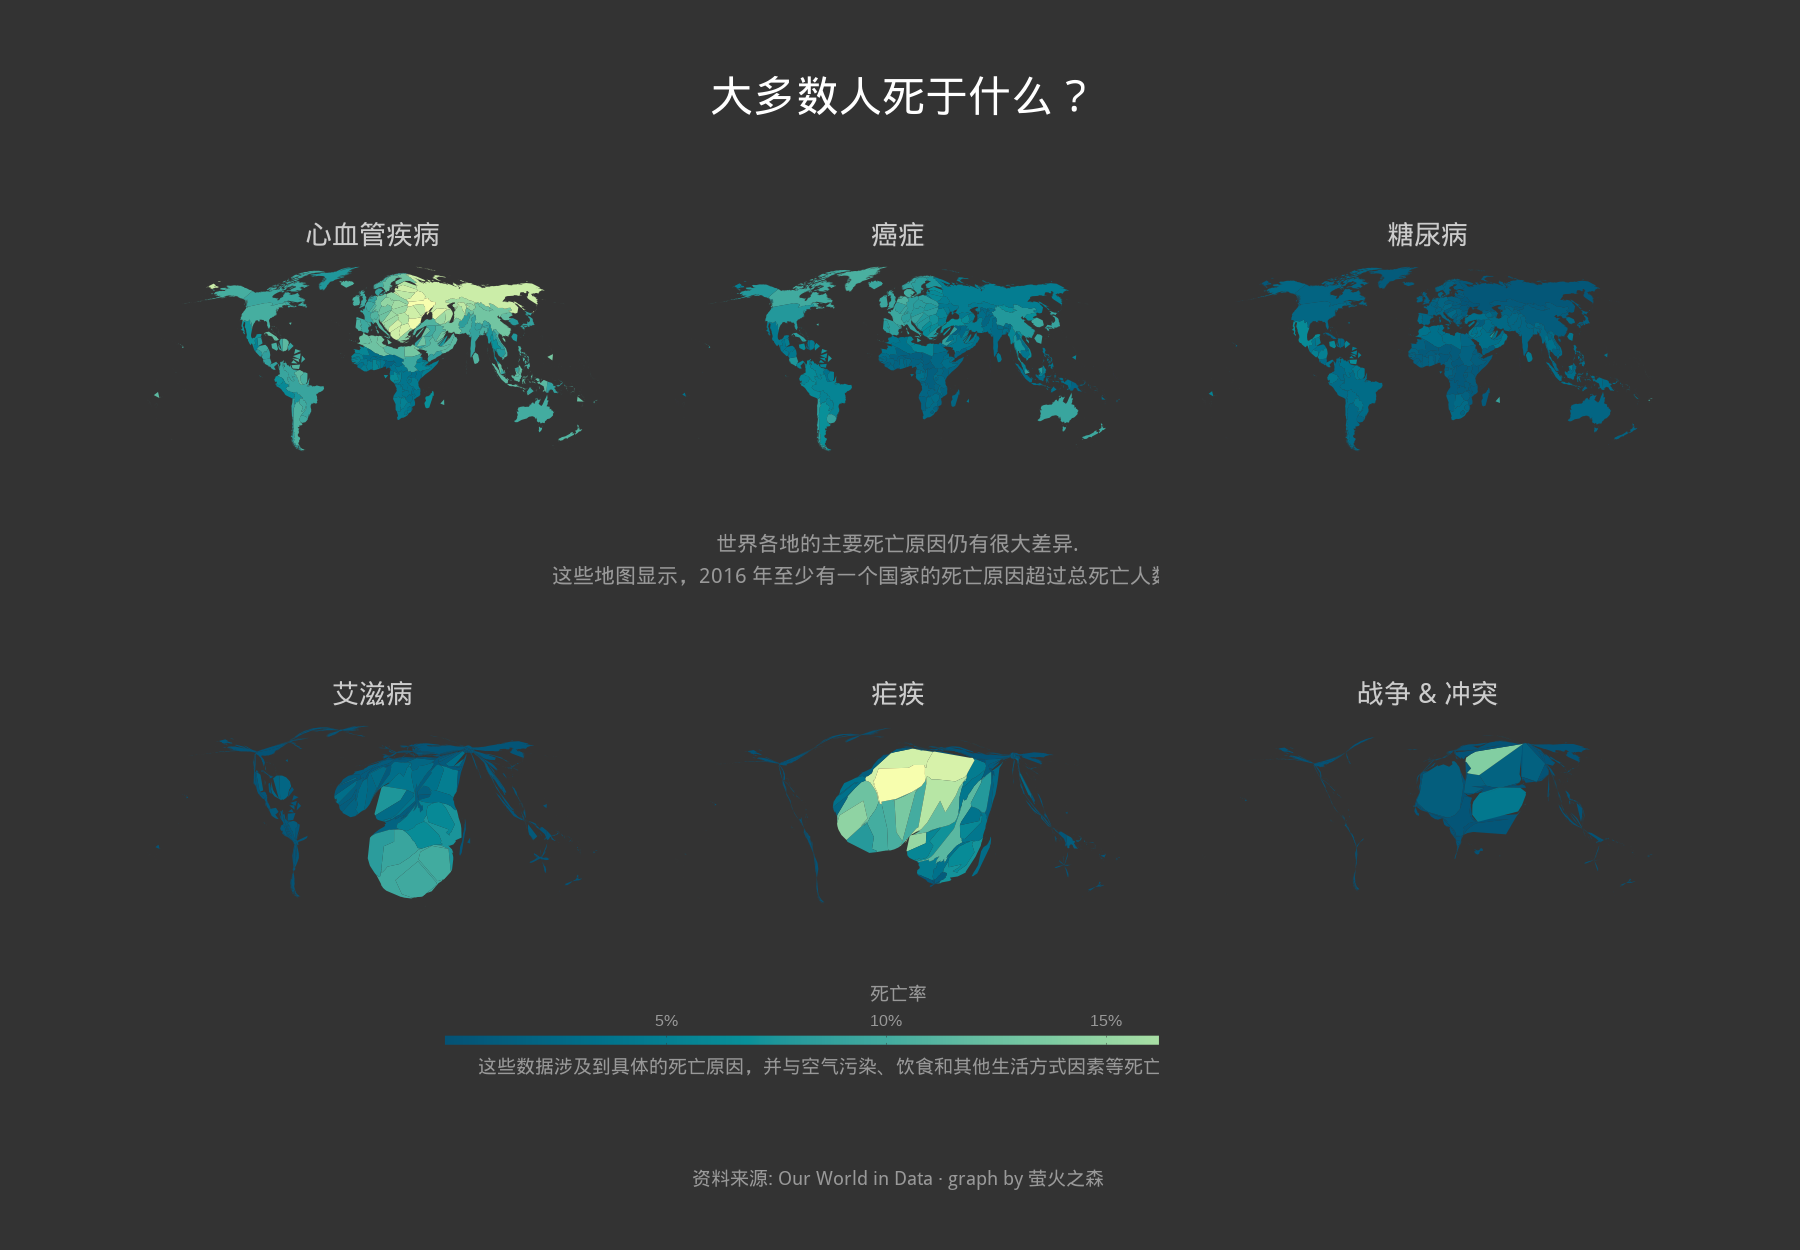 大多数人死于什么？
心血管疾病
癌症
糖尿病
世界各地的主要死亡原因仍有很大差异.
这些地图显示，2016 年至少有一个国家的死亡原因超过总死亡人
艾滋病
疟疾
战争 & 冲突
死亡率
5%
10%
15%
这些数据涉及到具体的死亡原因，并与空气污染、饮食和其他生活方式因素等死亡
资料来源: Our World in Data · graph by 萤火之森